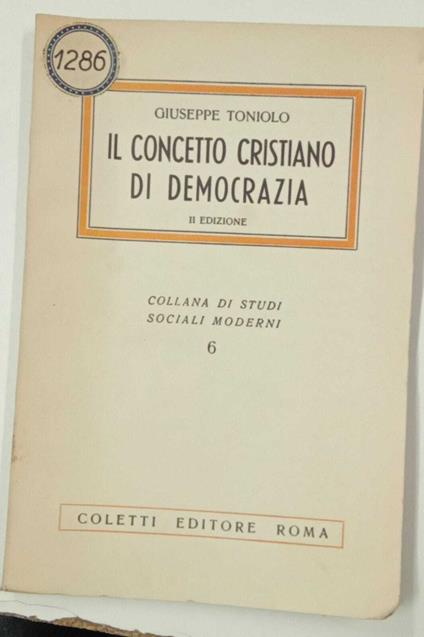 1286
GIUSEPPE TONIOLO
IL CONCETTO CRISTIANO
DI DEMOCRAZIA
II EDIZIONE
COLLANA DI STUDI
SOCIALI MODERNI
6
COLETTI EDITORE ROMA